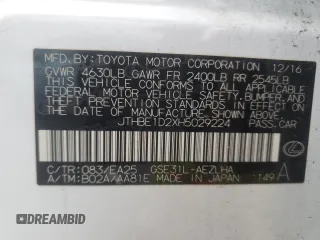 MFD.BY: TOYOTA MOTOR CORPORATION 12/16
GVWR 4630LB GAWR FR 2400LB RR 2545LB
THIS VEHICLE CONFORMS TO ALL APPLICABLE
FEDERAL MOTOR VEHICLE SAFETY, BUMPER, AND
THEFT PREVENTION STANDARDS IN EFFECT ON
THE DATE OF MANUFACTURE SHOWN ABOVE.
JTHBE1D2XH5029224 PASS.CAR
C/TR: 083/EA25 GSE31L-AEZLHA
A/TM: B02A/AA81E MADE IN JAPAN 149
A
AUTOBIDMASTER